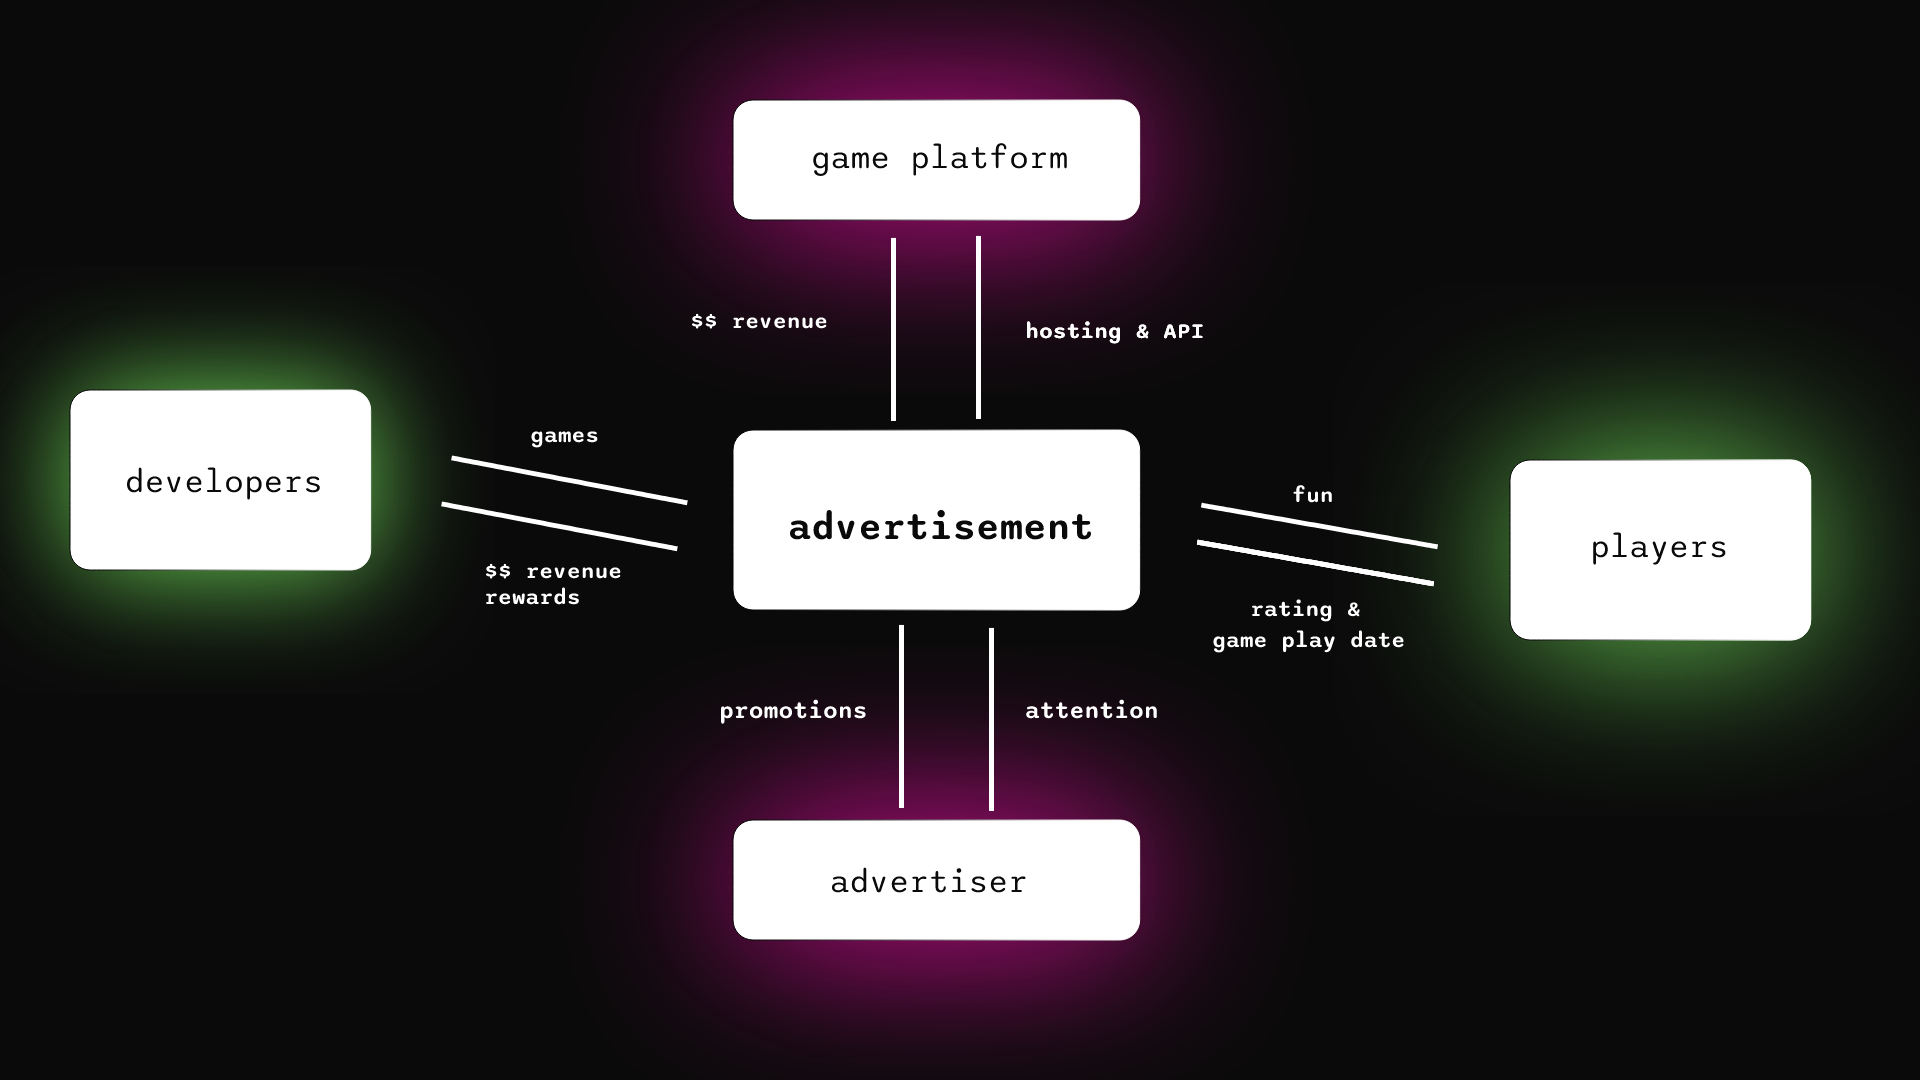 game platform
$$ revenue
hosting & API
games
developers
fun
advertisement
players
$$ revenue
rewards
rating &
game play date
promotions
attention
advertiser